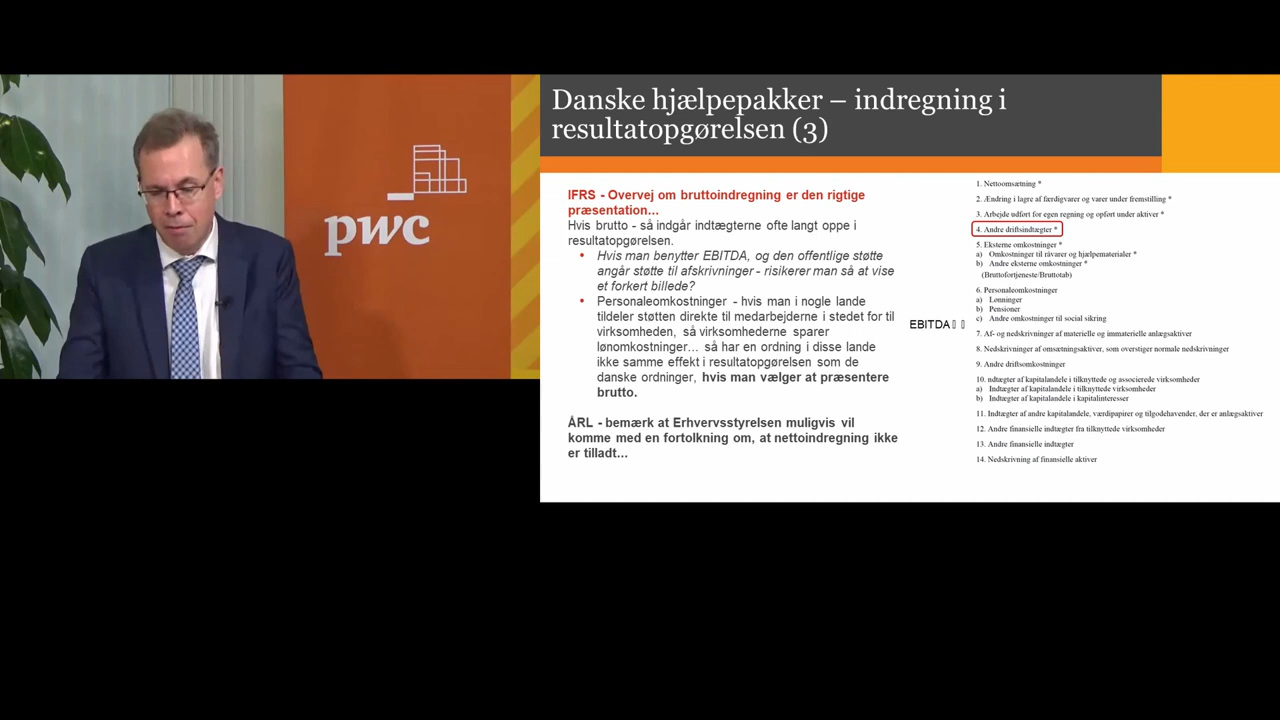 pwc
Danske hjælpepakker – indregning i
resultatopgørelsen (3)
IFRS - Overvej om bruttoindregning er den rigtige
præsentation...
Hvis brutto - så indgår indtægterne ofte langt oppe i
resultatopgørelsen.
• Hvis man benytter EBITDA, og den offentlige støtte
angår støtte til afskrivninger - risikerer man så at vise
et forkert billede?
• Personaleomkostninger - hvis man i nogle lande
tildeler støtten direkte til medarbejderne i stedet for til
virksomheden, så virksomhederne sparer
lønomkostninger... så har en ordning i disse lande
ikke samme effekt i resultatopgørelsen som de
danske ordninger, hvis man vælger at præsentere
brutto.
ÅRL - bemærk at Erhvervsstyrelsen muligvis vil
komme med en fortolkning om, at nettoindregning ikke
er tilladt...
EBITDA
1. Nettoomsætning *
2. Ændring i lagre af færdigvarer og varer under fremstilling *
3. Arbejde udført for egen regning og opført under aktiver *
4. Andre driftsindtægter *
5. Eksterne omkostninger *
a) Omkostninger til råvarer og hjælpematerialer *
b) Andre eksterne omkostninger *
(Bruttofortjeneste/Bruttotab)
6. Personaleomkostninger
a) Lønninger
b) Pensioner
c) Andre omkostninger til social sikring
7. Af- og nedskrivninger af materielle og immaterielle anlægsaktiver
8. Nedskrivninger af omsætningsaktiver, som overstiger normale nedskrivninger
9. Andre driftsomkostninger
10. ndtægter af kapitalandele i tilknyttede og associerede virksomheder
a) Indtægter af kapitalandele i tilknyttede virksomheder
b) Indtægter af kapitalandele i kapitalinteresser
11. Indtægter af andre kapitalandele, værdipapirer og tilgodehavender, der er anlægsaktiver
12. Andre finansielle indtægter fra tilknyttede virksomheder
13. Andre finansielle indtægter
14. Nedskrivning af finansielle aktiver